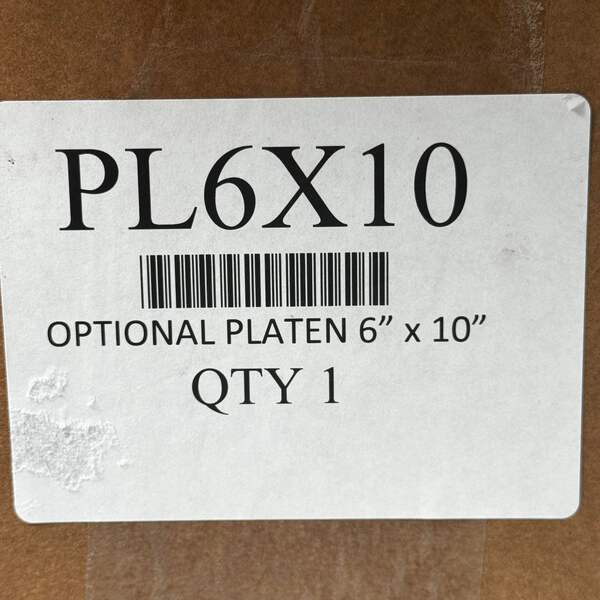 PL6X10
OPTIONAL PLATEN 6” x 10”
QTY 1